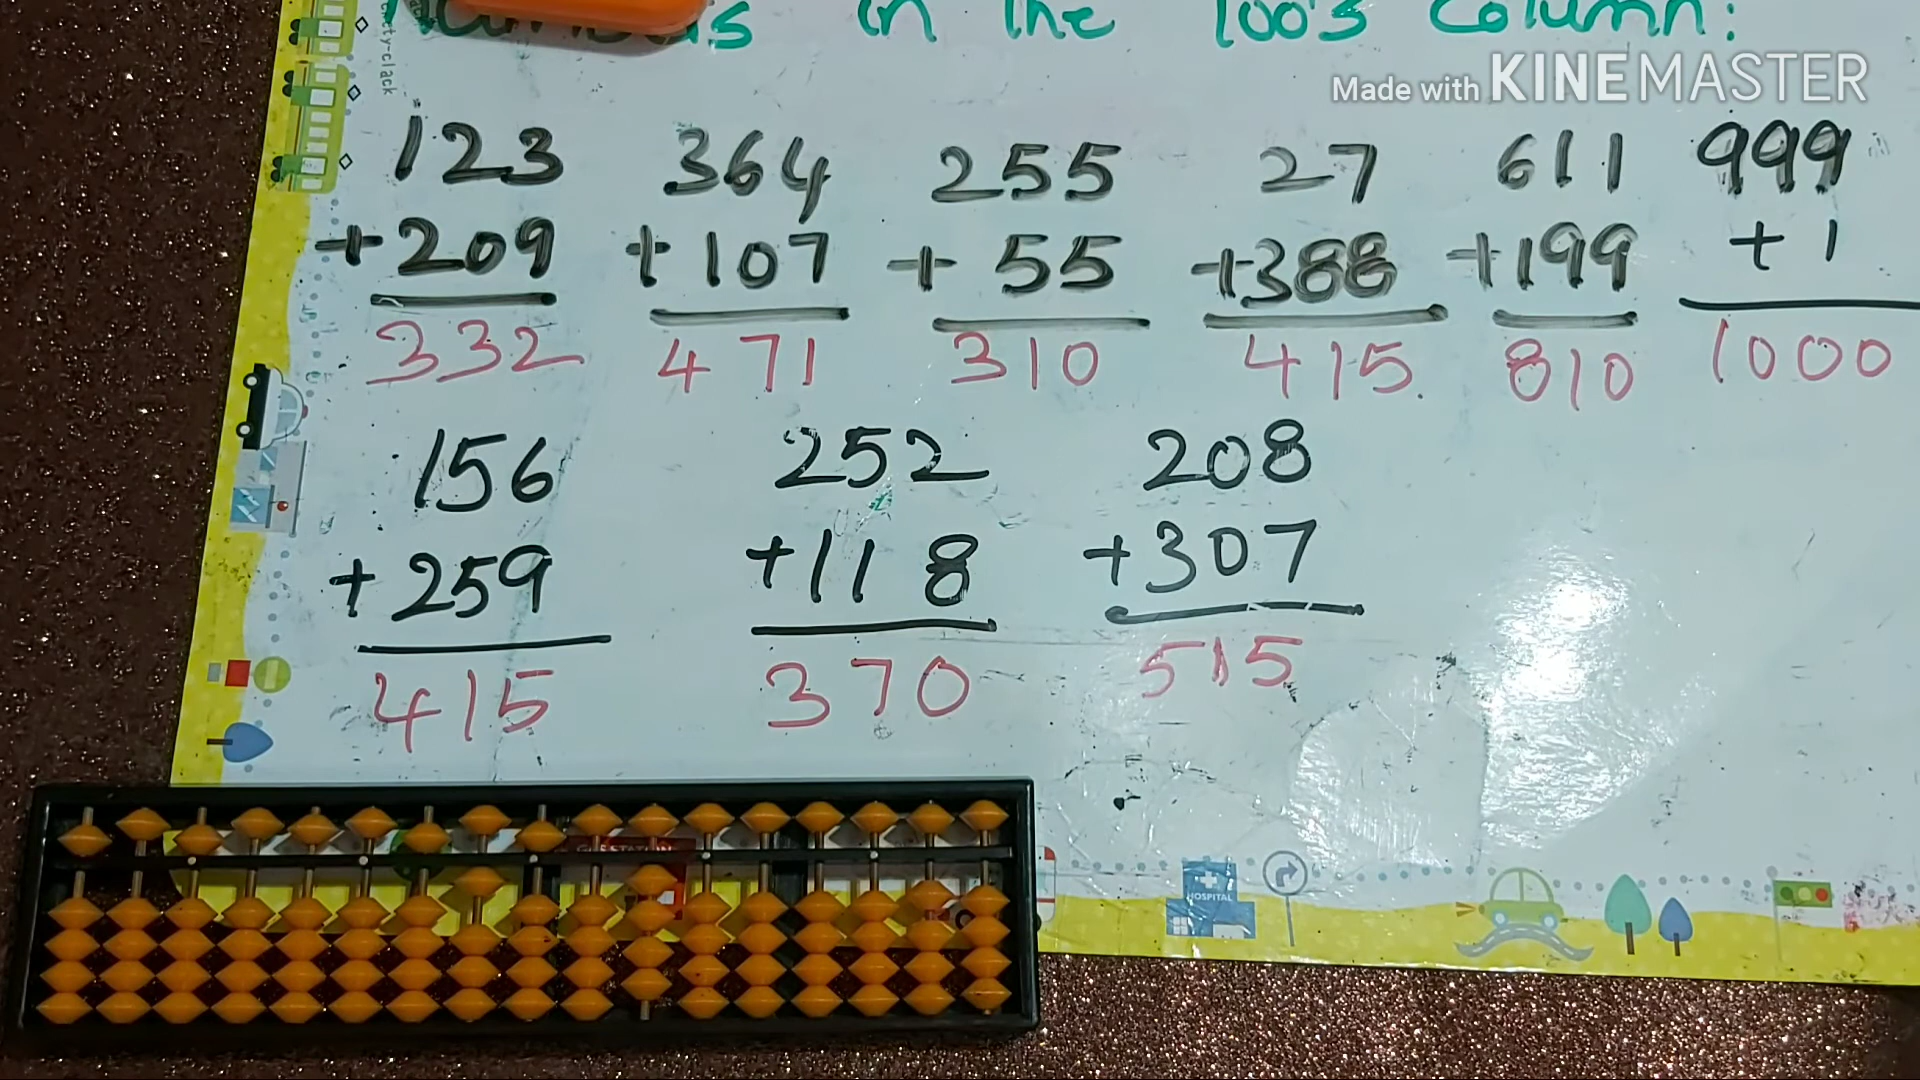 in the 100's column:
Made with KINEMASTER
123 364 255 27 611 999
+209 +107 +55 +388 +199 +1
332 471 310 415 810 1000
156 252 208
+259 +118 +307
415 370 515
HOSPITAL